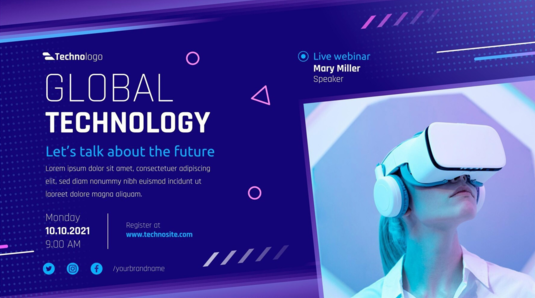 Technologo
GLOBAL
TECHNOLOGY
Let's talk about the future
Lorem ipsum dolor sit amet, consectetuer adipiscing
elit, sed diam nonummy nibh euismod incidunt ut
laoreet dolore magna aliquam.
Monday
10.10.2021
9.00 AM
Register at
www.technosite.com
/yourbrandname
Live webinar
Mary Miller
Speaker